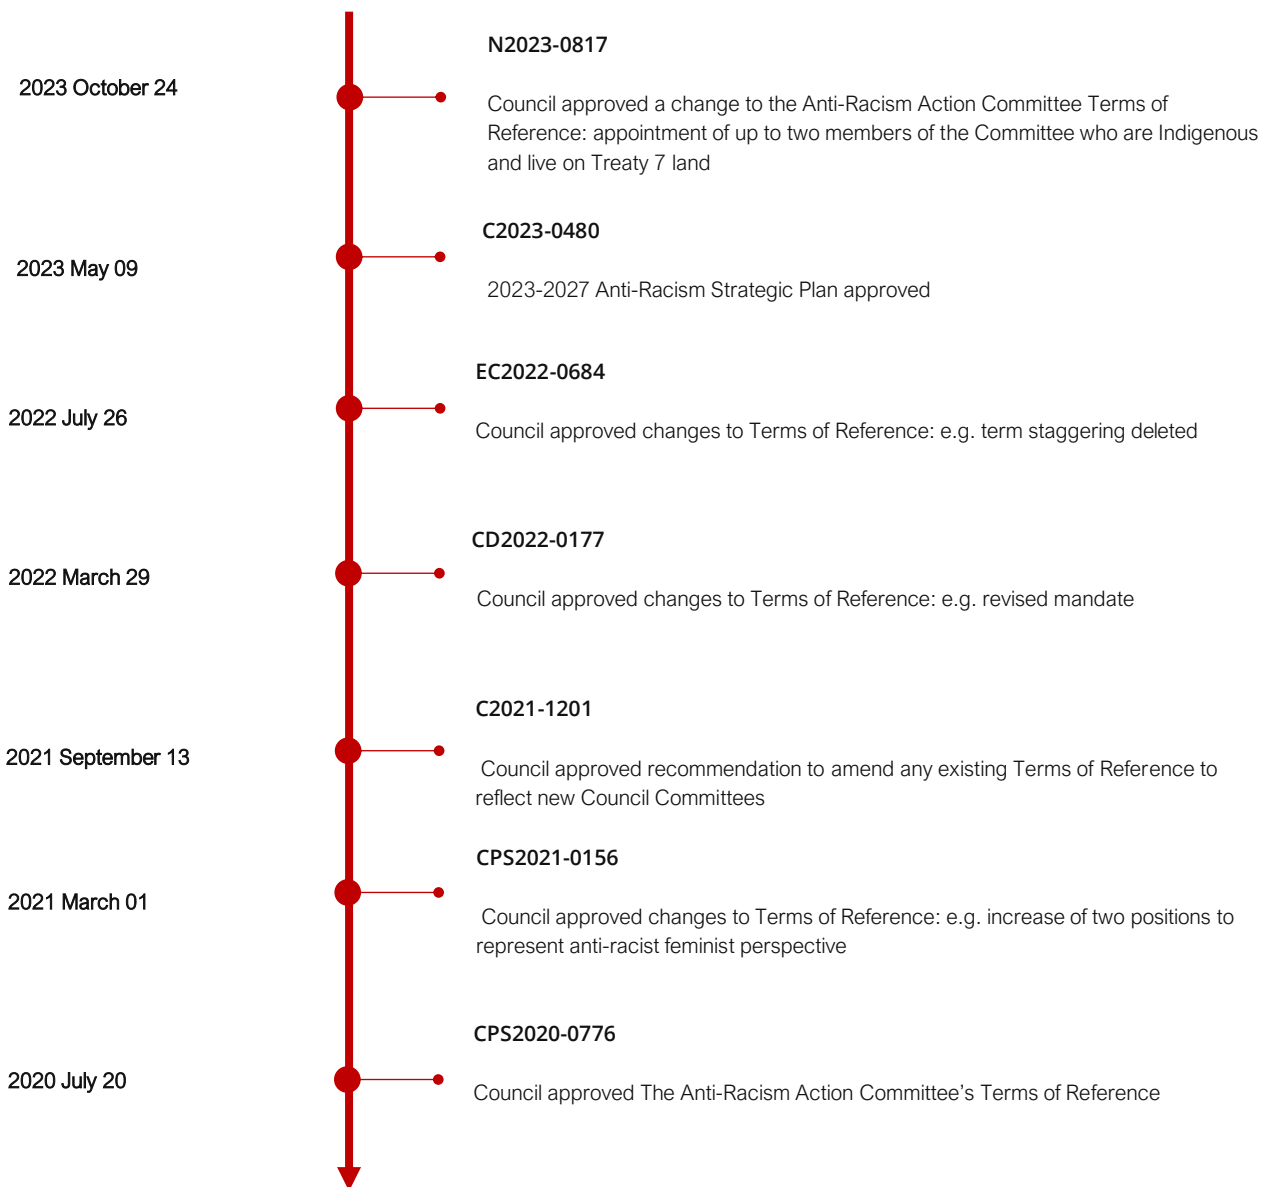 N2023-0817
2023 October 24
Council approved a change to the Anti-Racism Action Committee Terms of
Reference: appointment of up to two members of the Committee who are Indigenous
and live on Treaty 7 land
C2023-0480
2023 May 09
2023-2027 Anti-Racism Strategic Plan approved
EC2022-0684
2022 July 26
Council approved changes to Terms of Reference: e.g. term staggering deleted
CD2022-0177
2022 March 29
Council approved changes to Terms of Reference: e.g. revised mandate
C2021-1201
2021 September 13
Council approved recommendation to amend any existing Terms of Reference to
reflect new Council Committees
CPS2021-0156
2021 March 01
Council approved changes to Terms of Reference: e.g. increase of two positions to
represent anti-racist feminist perspective
CPS2020-0776
2020 July 20
Council approved The Anti-Racism Action Committee’s Terms of Reference